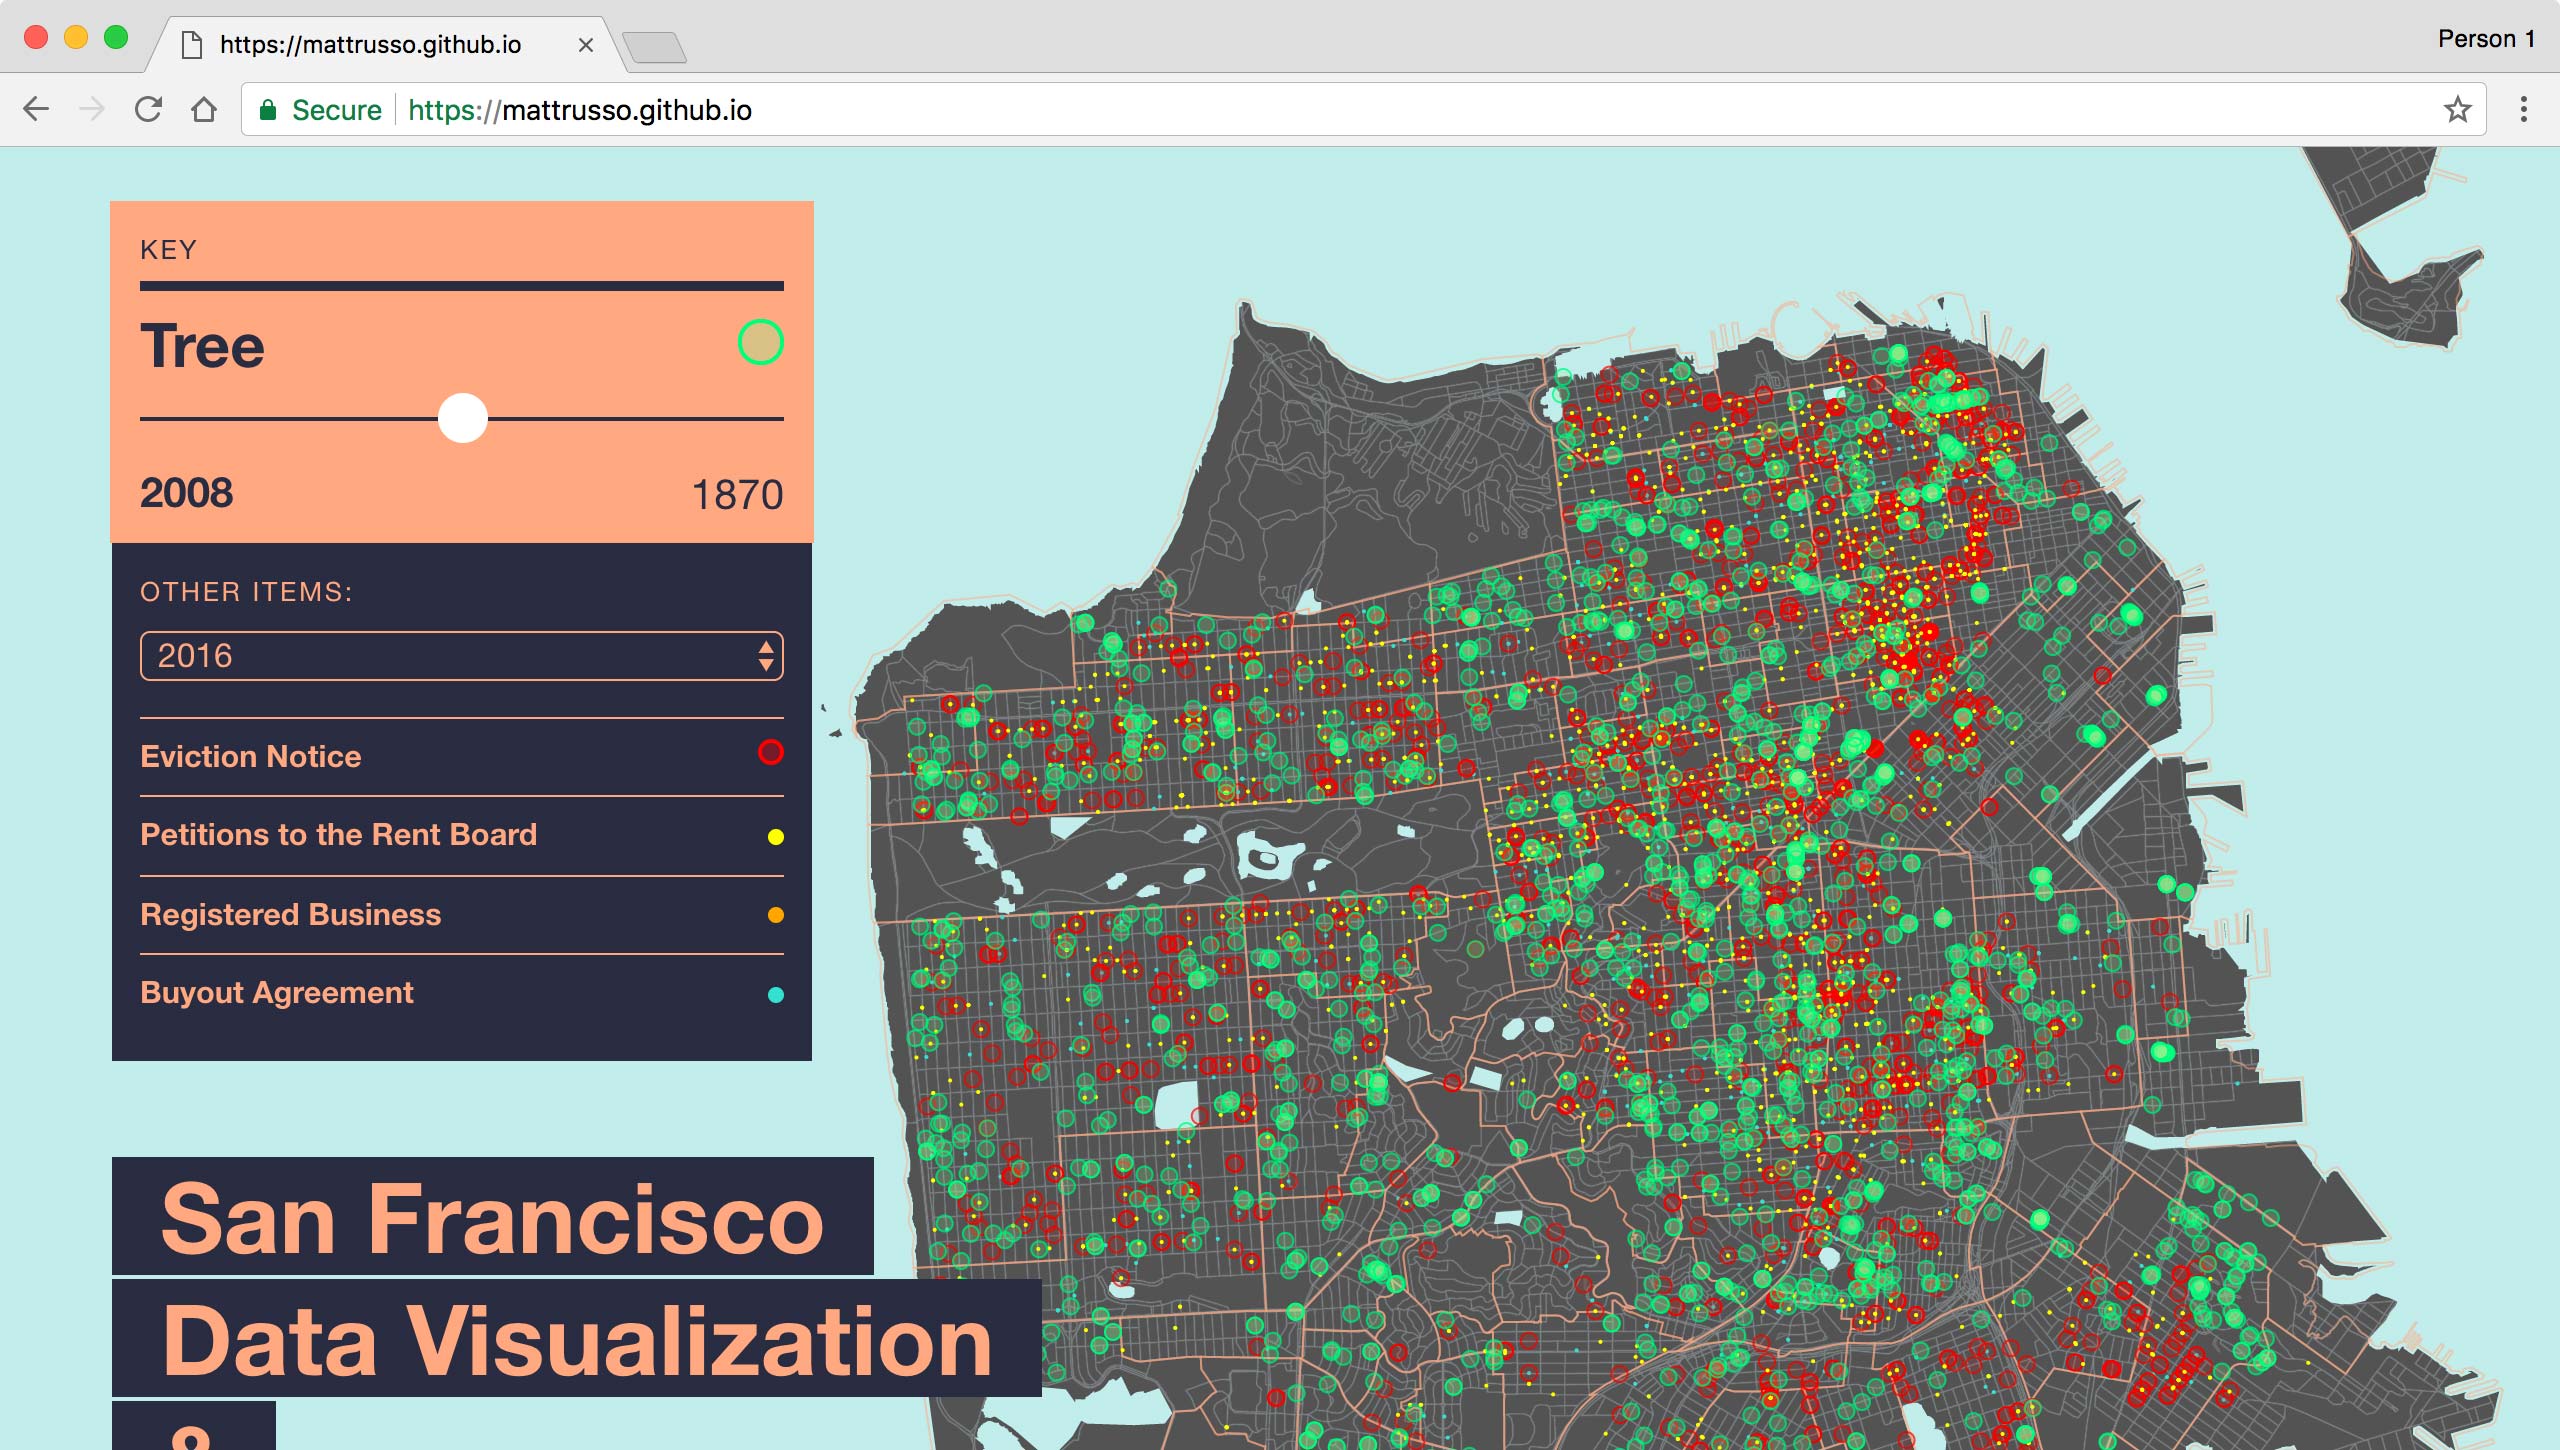 https://mattrusso.github.io
Person 1
Secure https://mattrusso.github.io
KEY
Tree
2008 1870
OTHER ITEMS:
2016
Eviction Notice
Petitions to the Rent Board
Registered Business
Buyout Agreement
San Francisco
Data Visualization
&